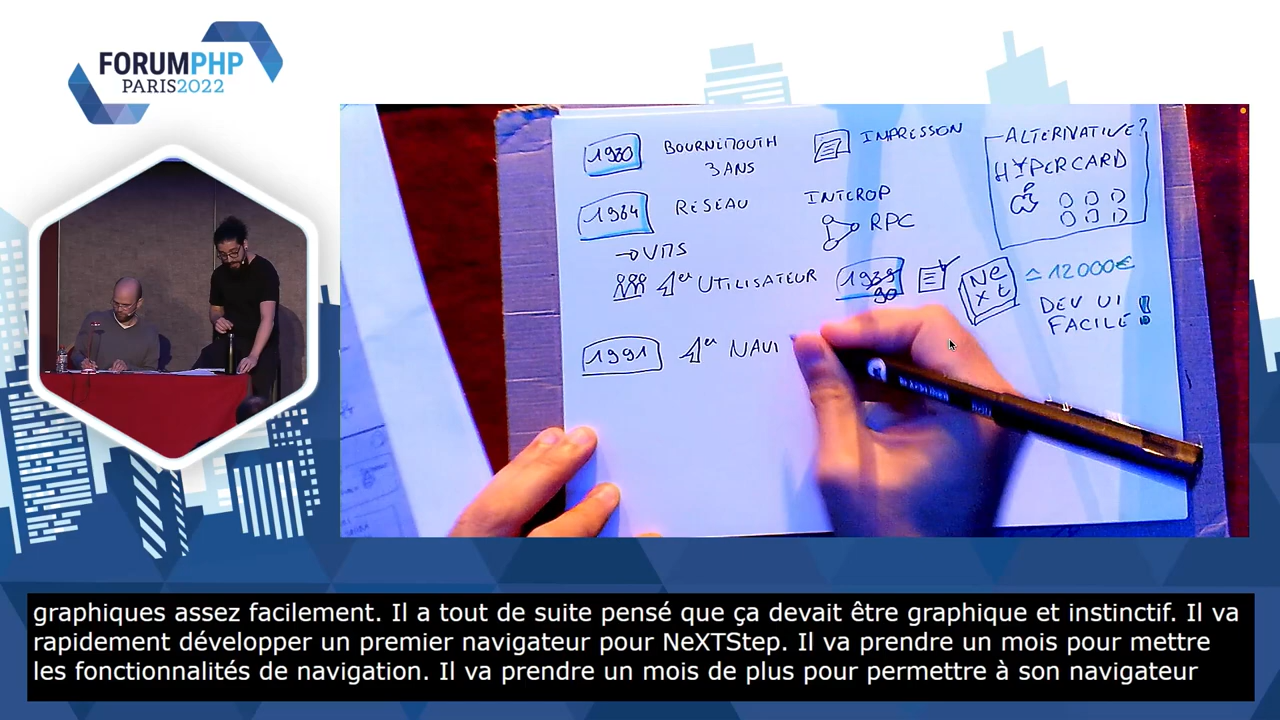 FORUMPHP
PARIS2022
1980 BOURNEMOUTH
3 ANS
IMPRESSION
ALTERNATIVE?
HYPERCARD
1984 RÉSEAU
INTEROP
RPC
→ VMS
1er UTILISATEUR
1989
90
NeXt
≏ 12000€
DEV UI
FACILE !
1991 1er NAVI
graphiques assez facilement. Il a tout de suite pensé que ça devait être graphique et instinctif. Il va
rapidement développer un premier navigateur pour NeXTStep. Il va prendre un mois pour mettre
les fonctionnalités de navigation. Il va prendre un mois de plus pour permettre à son navigateur